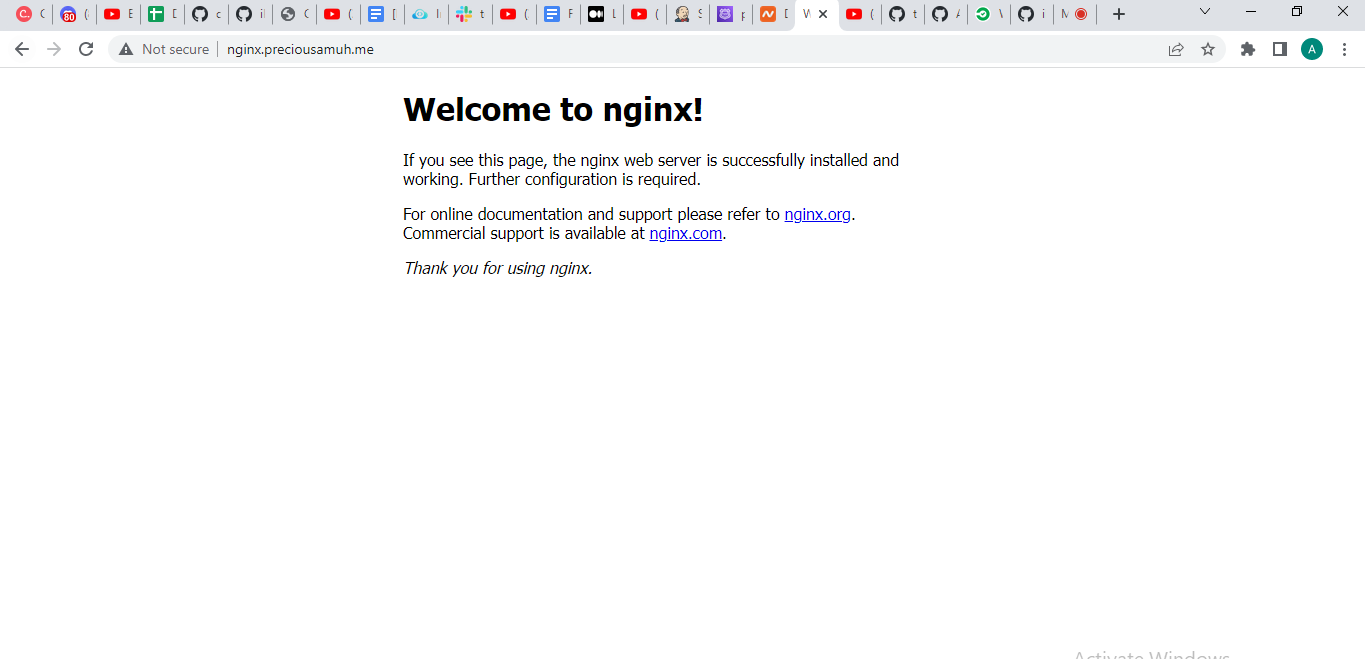 80
Not secure
nginx.preciousamuh.me
A
Welcome to nginx!
If you see this page, the nginx web server is successfully installed and
working. Further configuration is required.
For online documentation and support please refer to nginx.org.
Commercial support is available at nginx.com.
Thank you for using nginx.
Activate Windows